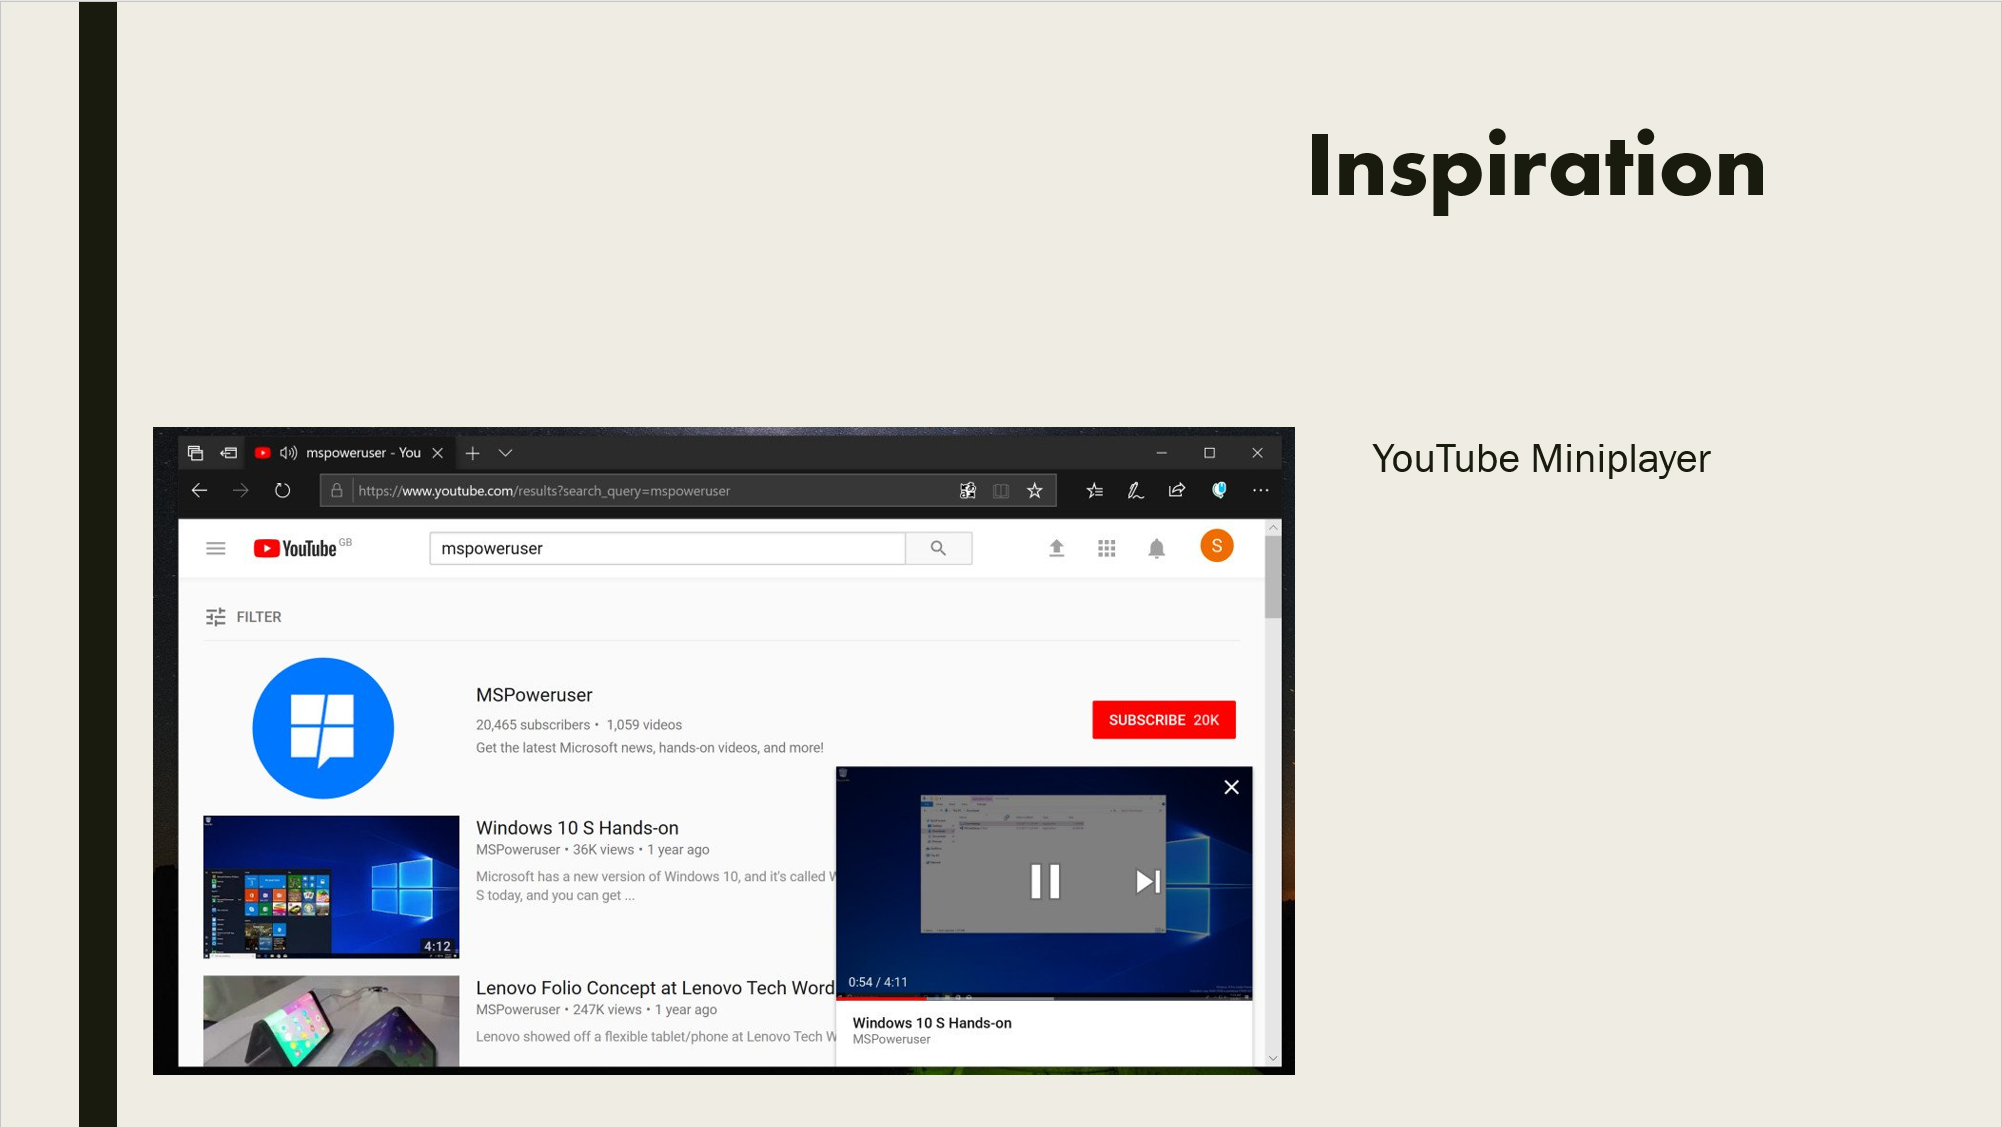 Inspiration
YouTube Miniplayer
mspoweruser - You
https://www.youtube.com/results?search_query=mspoweruser
YouTube GB
mspoweruser
S
FILTER
MSPoweruser
20,465 subscribers • 1,059 videos
Get the latest Microsoft news, hands-on videos, and more!
SUBSCRIBE 20K
Windows 10 S Hands-on
MSPoweruser • 36K views • 1 year ago
Microsoft has a new version of Windows 10, and it's called
S today, and you can get ...
4:12
Lenovo Folio Concept at Lenovo Tech Word
MSPoweruser • 247K views • 1 year ago
Lenovo showed off a flexible tablet/phone at Lenovo Tech
0:54 / 4:11
Windows 10 S Hands-on
MSPoweruser